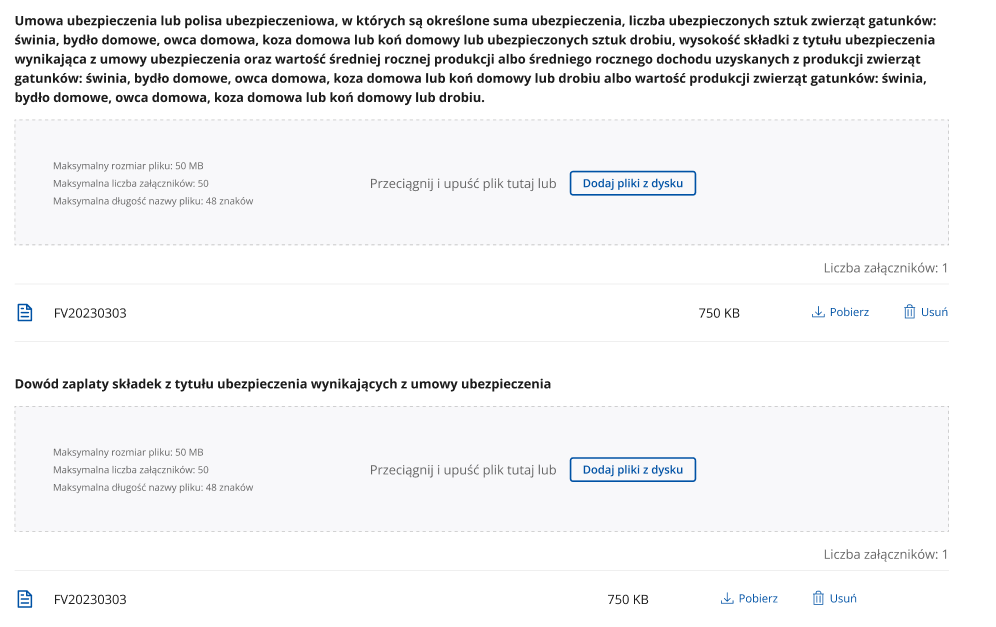 Umowa ubezpieczenia lub polisa ubezpieczeniowa, w których są określone suma ubezpieczenia, liczba ubezpieczonych sztuk zwierząt gatunków:
świnia, bydło domowe, owca domowa, koza domowa lub koń domowy lub ubezpieczonych sztuk drobiu, wysokość składki z tytułu ubezpieczenia
wynikająca z umowy ubezpieczenia oraz wartość średniej rocznej produkcji albo średniego rocznego dochodu uzyskanych z produkcji zwierząt
gatunków: świnia, bydło domowe, owca domowa, koza domowa lub koń domowy lub drobiu albo wartość produkcji zwierząt gatunków: świnia,
bydło domowe, owca domowa, koza domowa lub koń domowy lub drobiu.
Maksymalny rozmiar pliku: 50 MB
Maksymalna liczba załączników: 50
Maksymalna długość nazwy pliku: 48 znaków
Przeciągnij i upuść plik tutaj lub
Dodaj pliki z dysku
Liczba załączników: 1
FV20230303 750 KB Pobierz Usuń
Dowód zaplaty składek z tytułu ubezpieczenia wynikających z umowy ubezpieczenia
Maksymalny rozmiar pliku: 50 MB
Maksymalna liczba załączników: 50
Maksymalna długość nazwy pliku: 48 znaków
Przeciągnij i upuść plik tutaj lub
Dodaj pliki z dysku
Liczba załączników: 1
FV20230303 750 KB Pobierz Usuń